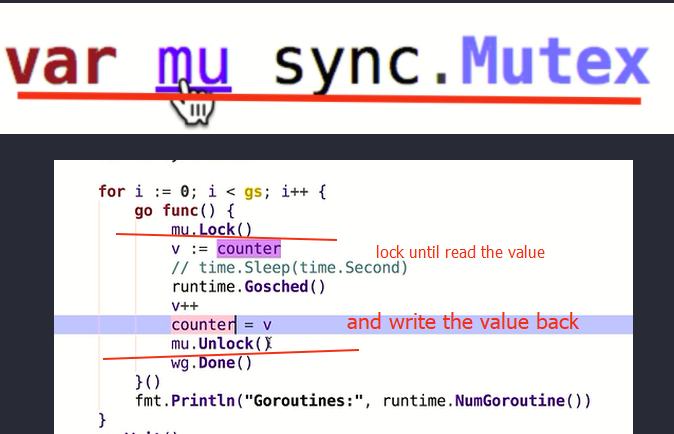 var mu sync.Mutex
for i := 0; i < gs; i++ {
go func() {
mu.Lock()
v := counter
lock until read the value
// time.Sleep(time.Second)
runtime.Gosched()
v++
counter = v
and write the value back
mu.Unlock()
wg.Done()
}()
fmt.Println("Goroutines:", runtime.NumGoroutine())
}